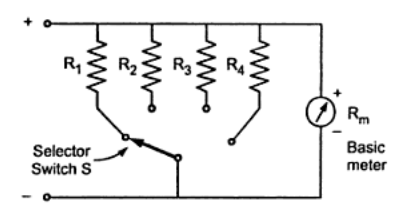 +
R1 R2 R3 R4
+
Rm
−
Selector
Switch S
Basic
meter
−